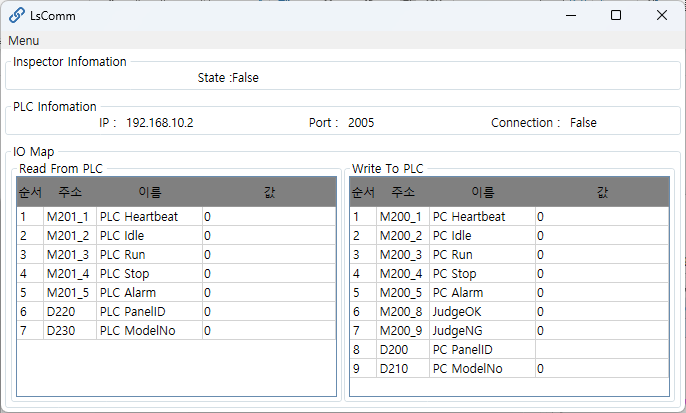 LsComm
Menu
Inspector Infomation
State :False
PLC Infomation
IP : 192.168.10.2 Port : 2005 Connection : False
IO Map
Read From PLC
순서 주소 이름 값
1 M201_1 PLC Heartbeat 0
2 M201_2 PLC Idle 0
3 M201_3 PLC Run 0
4 M201_4 PLC Stop 0
5 M201_5 PLC Alarm 0
6 D220 PLC PanelID 0
7 D230 PLC ModelNo 0
Write To PLC
순서 주소 이름 값
1 M200_1 PC Heartbeat 0
2 M200_2 PC Idle 0
3 M200_3 PC Run 0
4 M200_4 PC Stop 0
5 M200_5 PC Alarm 0
6 M200_8 JudgeOK 0
7 M200_9 JudgeNG 0
8 D200 PC PanelID
9 D210 PC ModelNo 0